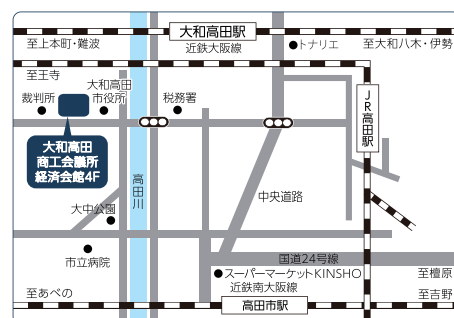 大和高田駅
至上本町・難波
近鉄大阪線
トナリエ
至大和八木・伊勢
至王寺
大和高田
市役所
裁判所
税務署
JR高田駅
大和高田
商工会議所
経済会館4F
高田川
中央道路
大中公園
市立病院
国道24号線
スーパーマーケットKINSHO
至橿原
近鉄南大阪線
至あべの
高田市駅
至吉野